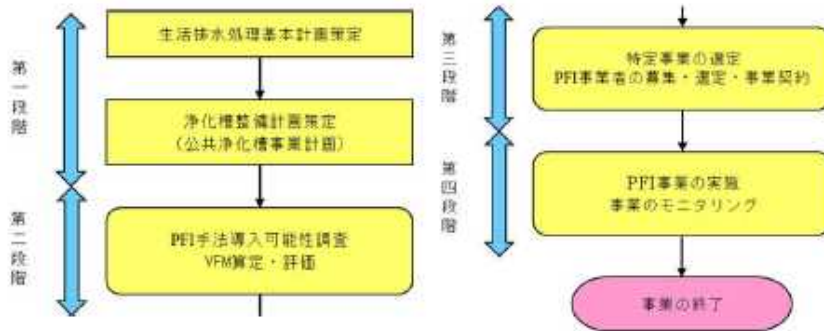 第一段階
生活排水処理基本計画策定
浄化槽整備計画策定
（公共浄化槽事業計画）
第二段階
PFI手法導入可能性調査
VFM算定・評価
第三段階
特定事業の選定
PFI事業者の募集・選定・事業契約
第四段階
PFI事業の実施
事業のモニタリング
事業の終了